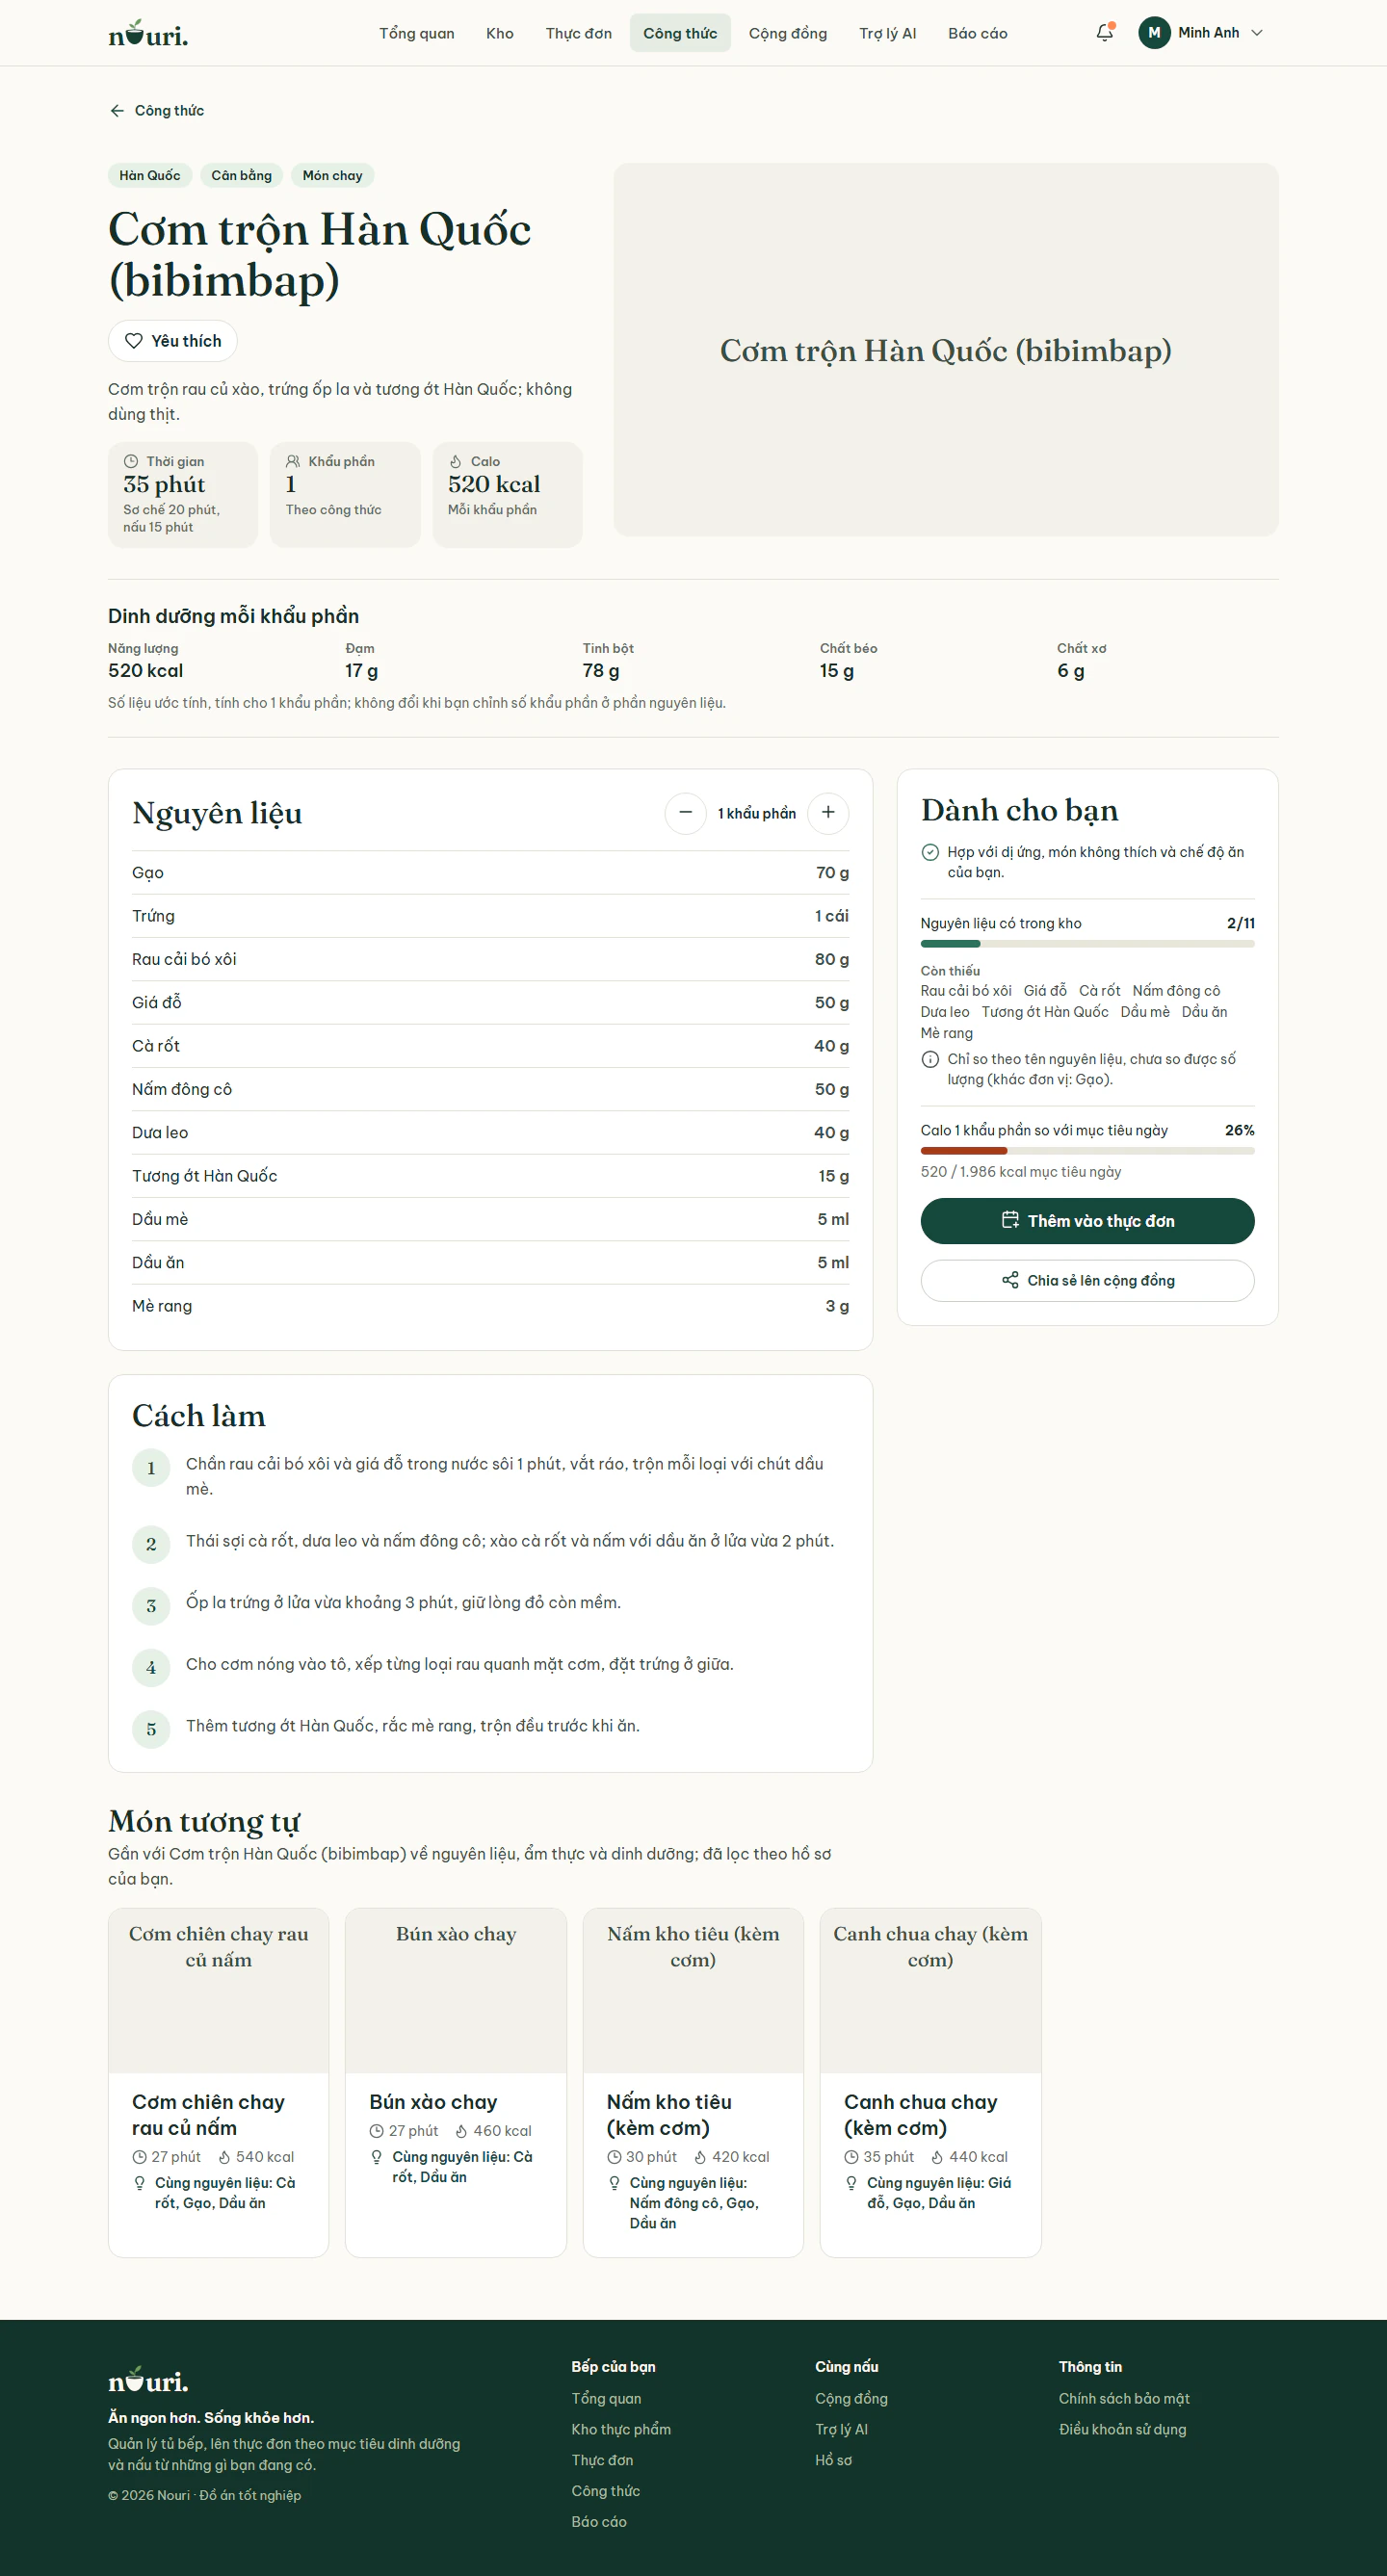 nouri.
Tổng quan
Kho
Thực đơn
Công thức
Cộng đồng
Trợ lý AI
Báo cáo
M
Minh Anh
Công thức
Hàn Quốc
Cân bằng
Món chay
Cơm trộn Hàn Quốc
(bibimbap)
Yêu thích
Cơm trộn rau củ xào, trứng ốp la và tương ớt Hàn Quốc; không
dùng thịt.
Thời gian
35 phút
Sơ chế 20 phút,
nấu 15 phút
Khẩu phần
1
Theo công thức
Calo
520 kcal
Mỗi khẩu phần
Cơm trộn Hàn Quốc (bibimbap)
Dinh dưỡng mỗi khẩu phần
Năng lượng
520 kcal
Đạm
17 g
Tinh bột
78 g
Chất béo
15 g
Chất xơ
6 g
Số liệu ước tính, tính cho 1 khẩu phần; không đổi khi bạn chỉnh số khẩu phần ở phần nguyên liệu.
Nguyên liệu
1 khẩu phần
Gạo 70 g
Trứng 1 cái
Rau cải bó xôi 80 g
Giá đỗ 50 g
Cà rốt 40 g
Nấm đông cô 50 g
Dưa leo 40 g
Tương ớt Hàn Quốc 15 g
Dầu mè 5 ml
Dầu ăn 5 ml
Mè rang 3 g
Dành cho bạn
Hợp với dị ứng, món không thích và chế độ ăn
của bạn.
Nguyên liệu có trong kho 2/11
Còn thiếu
Rau cải bó xôi Giá đỗ Cà rốt Nấm đông cô
Dưa leo Tương ớt Hàn Quốc Dầu mè Dầu ăn
Mè rang
Chỉ so theo tên nguyên liệu, chưa so được số
lượng (khác đơn vị: Gạo).
Calo 1 khẩu phần so với mục tiêu ngày 26%
520 / 1.986 kcal mục tiêu ngày
Thêm vào thực đơn
Chia sẻ lên cộng đồng
Cách làm
1
Chần rau cải bó xôi và giá đỗ trong nước sôi 1 phút, vắt ráo, trộn mỗi loại với chút dầu
mè.
2
Thái sợi cà rốt, dưa leo và nấm đông cô; xào cà rốt và nấm với dầu ăn ở lửa vừa 2 phút.
3
Ốp la trứng ở lửa vừa khoảng 3 phút, giữ lòng đỏ còn mềm.
4
Cho cơm nóng vào tô, xếp từng loại rau quanh mặt cơm, đặt trứng ở giữa.
5
Thêm tương ớt Hàn Quốc, rắc mè rang, trộn đều trước khi ăn.
Món tương tự
Gần với Cơm trộn Hàn Quốc (bibimbap) về nguyên liệu, ẩm thực và dinh dưỡng; đã lọc theo hồ sơ
của bạn.
Cơm chiên chay rau
củ nấm
Cơm chiên chay
rau củ nấm
27 phút 540 kcal
Cùng nguyên liệu: Cà
rốt, Gạo, Dầu ăn
Bún xào chay
Bún xào chay
27 phút 460 kcal
Cùng nguyên liệu: Cà
rốt, Dầu ăn
Nấm kho tiêu (kèm
cơm)
Nấm kho tiêu
(kèm cơm)
30 phút 420 kcal
Cùng nguyên liệu:
Nấm đông cô, Gạo,
Dầu ăn
Canh chua chay (kèm
cơm)
Canh chua chay
(kèm cơm)
35 phút 440 kcal
Cùng nguyên liệu: Giá
đỗ, Gạo, Dầu ăn
nouri.
Ăn ngon hơn. Sống khỏe hơn.
Quản lý tủ bếp, lên thực đơn theo mục tiêu dinh dưỡng
và nấu từ những gì bạn đang có.
© 2026 Nouri · Đồ án tốt nghiệp
Bếp của bạn
Tổng quan
Kho thực phẩm
Thực đơn
Công thức
Báo cáo
Cùng nấu
Cộng đồng
Trợ lý AI
Hồ sơ
Thông tin
Chính sách bảo mật
Điều khoản sử dụng